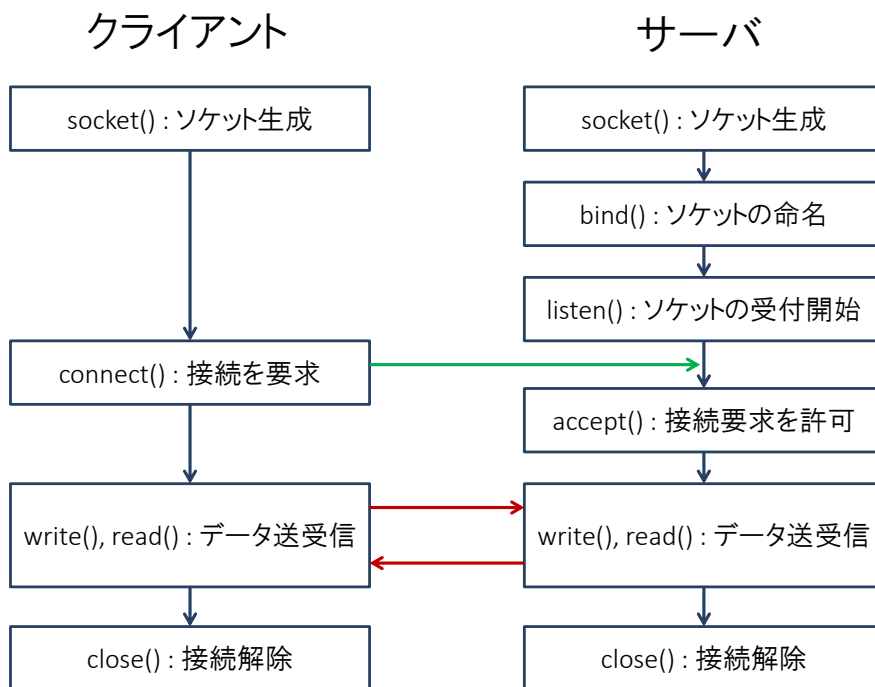 クライアント
サーバ
socket() : ソケット生成
socket() : ソケット生成
bind() : ソケットの命名
listen() : ソケットの受付開始
connect() : 接続を要求
accept() : 接続要求を許可
write(), read() : データ送受信
write(), read() : データ送受信
close() : 接続解除
close() : 接続解除